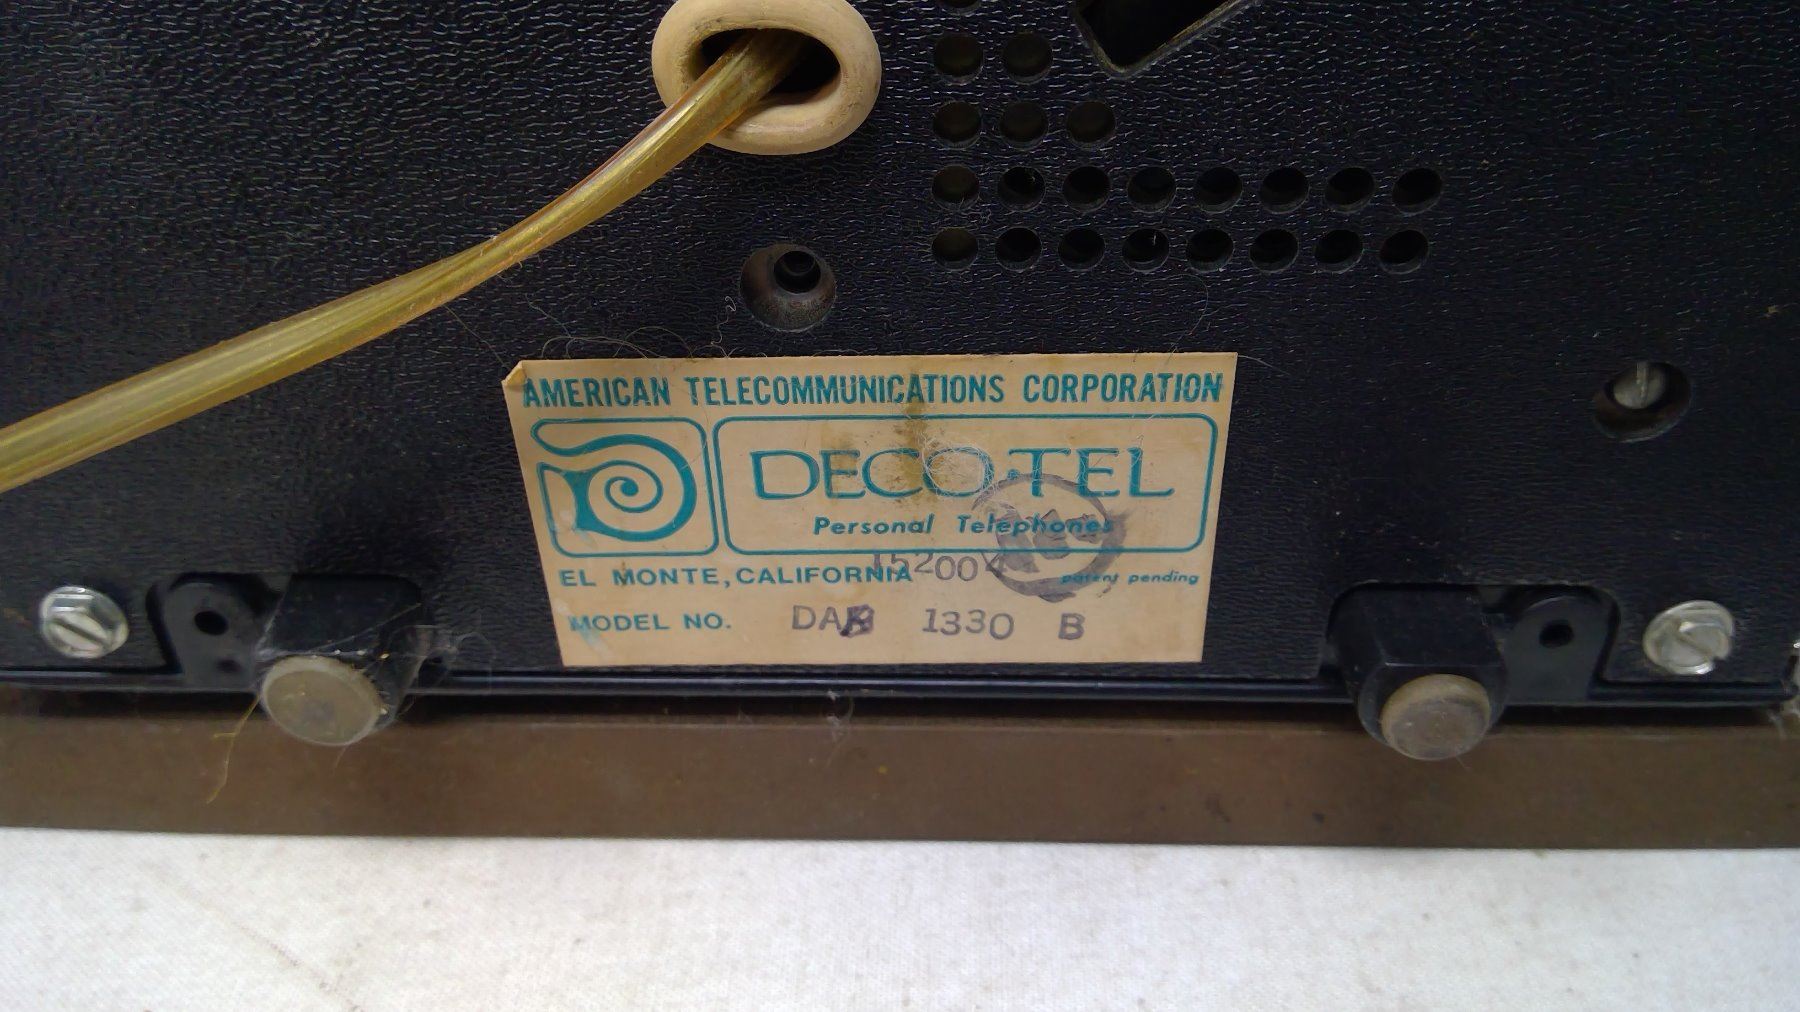 AMERICAN TELECOMMUNICATIONS CORPORATION
DECO-TEL
Personal Telephones
152004
EL MONTE, CALIFORNIA
patent pending
MODEL NO. 1330 B